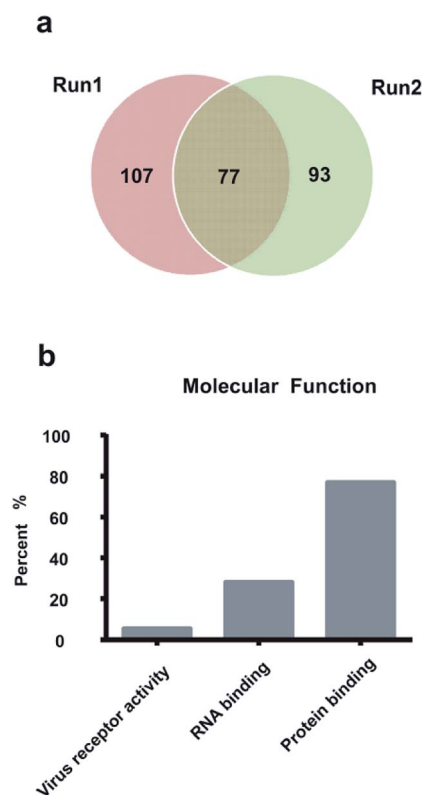 a
Run1
Run2
107
77
93
b
Molecular Function
Percent %
100
80
60
40
20
0
Virus receptor activity
RNA binding
Protein binding